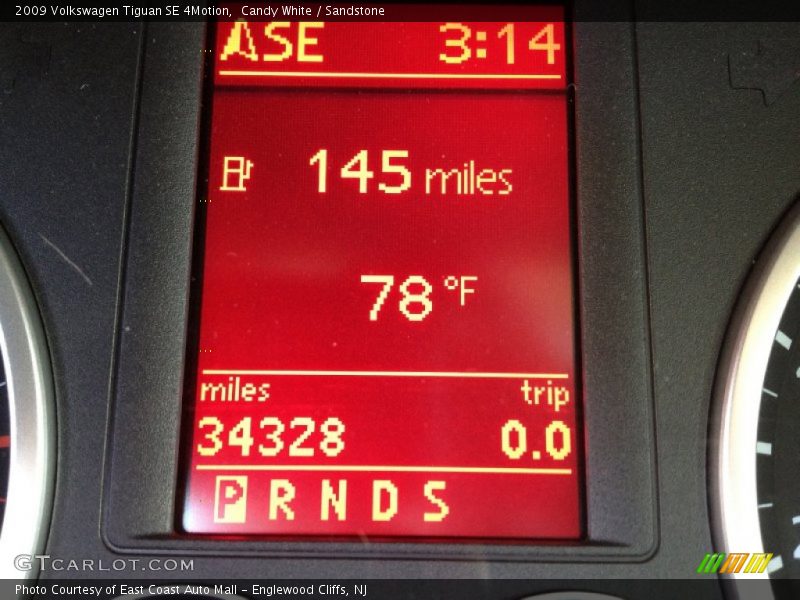 2009 Volkswagen Tiguan SE 4Motion,  Candy White / Sandstone
SE 3:14
145 miles
78 °F
miles trip
34328 0.0
P R N D S
GTCARLOT.COM
Photo Courtesy of East Coast Auto Mall – Englewood Cliffs, NJ